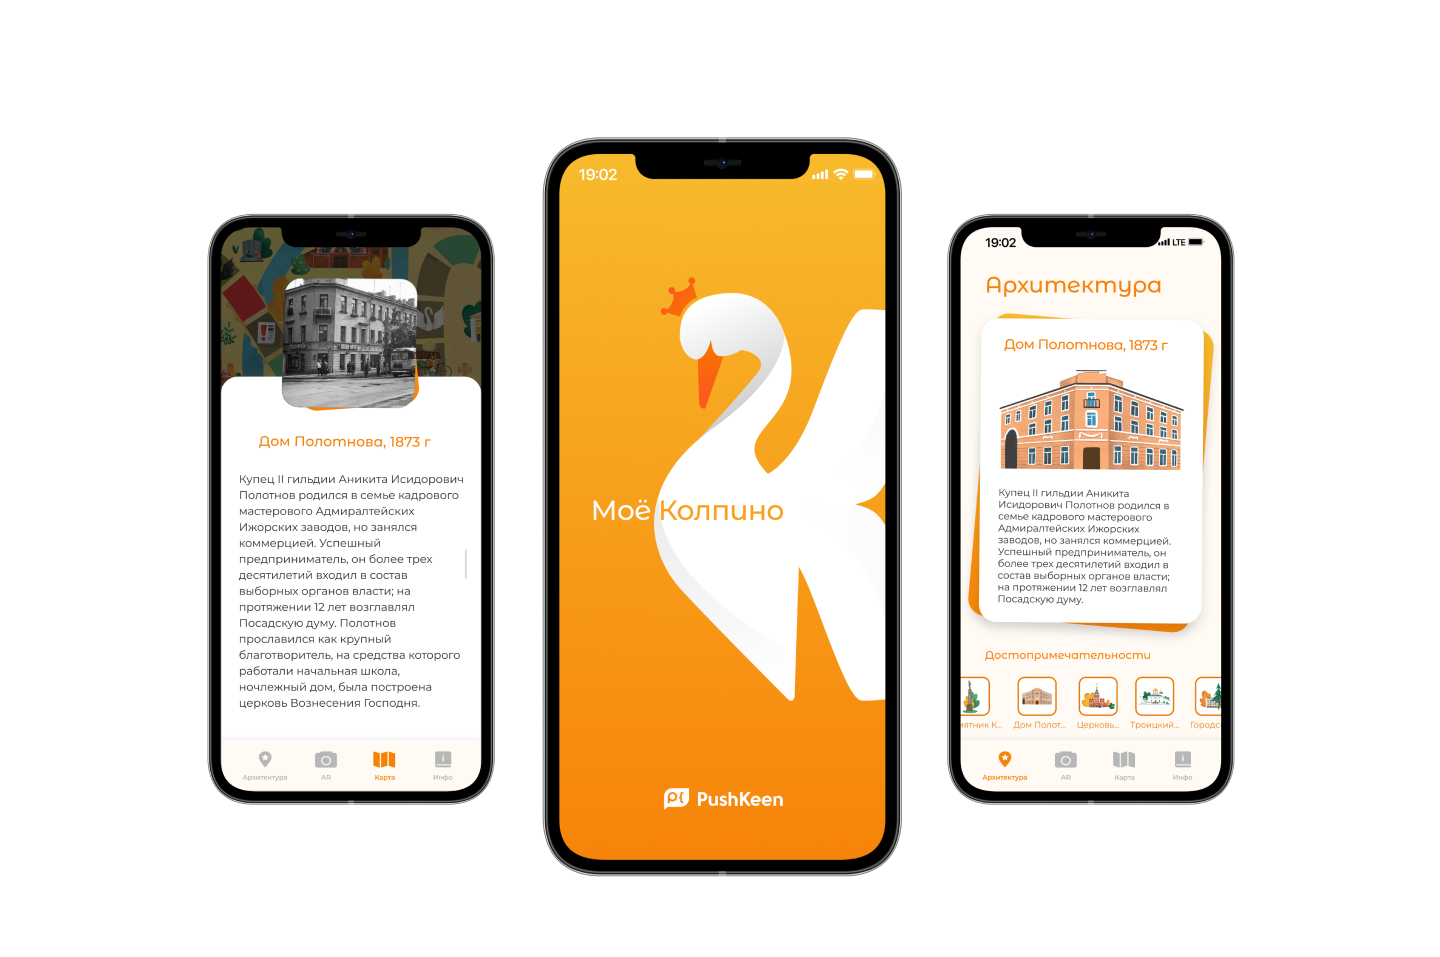 Дом Полотнова, 1873 г
Купец II гильдии Аникита Исидорович
Полотнов родился в семье кадрового
мастерового Адмиралтейских
Ижорских заводов, но занялся
коммерцией. Успешный
предприниматель, он более трех
десятилетий входил в состав
выборных органов власти; на
протяжении 12 лет возглавлял
Посадскую думу. Полотнов
прославился как крупный
благотворитель, на средства которого
работали начальная школа,
ночлежный дом, была построена
церковь Вознесения Господня.
Архитектура AR Карта Инфо
19:02
Моё Колпино
PushKeen
19:02 LTE
Архитектура
Дом Полотнова, 1873 г
Купец II гильдии Аникита
Исидорович Полотнов родился в
семье кадрового мастерового
Адмиралтейских Ижорских
заводов, но занялся коммерцией.
Успешный предприниматель, он
более трех десятилетий входил в
состав выборных органов власти;
на протяжении 12 лет возглавлял
Посадскую думу.
Достопримечательности
мятник К... Дом Полот... Церковь... Троицкий... Городс
Архитектура AR Карта Инфо